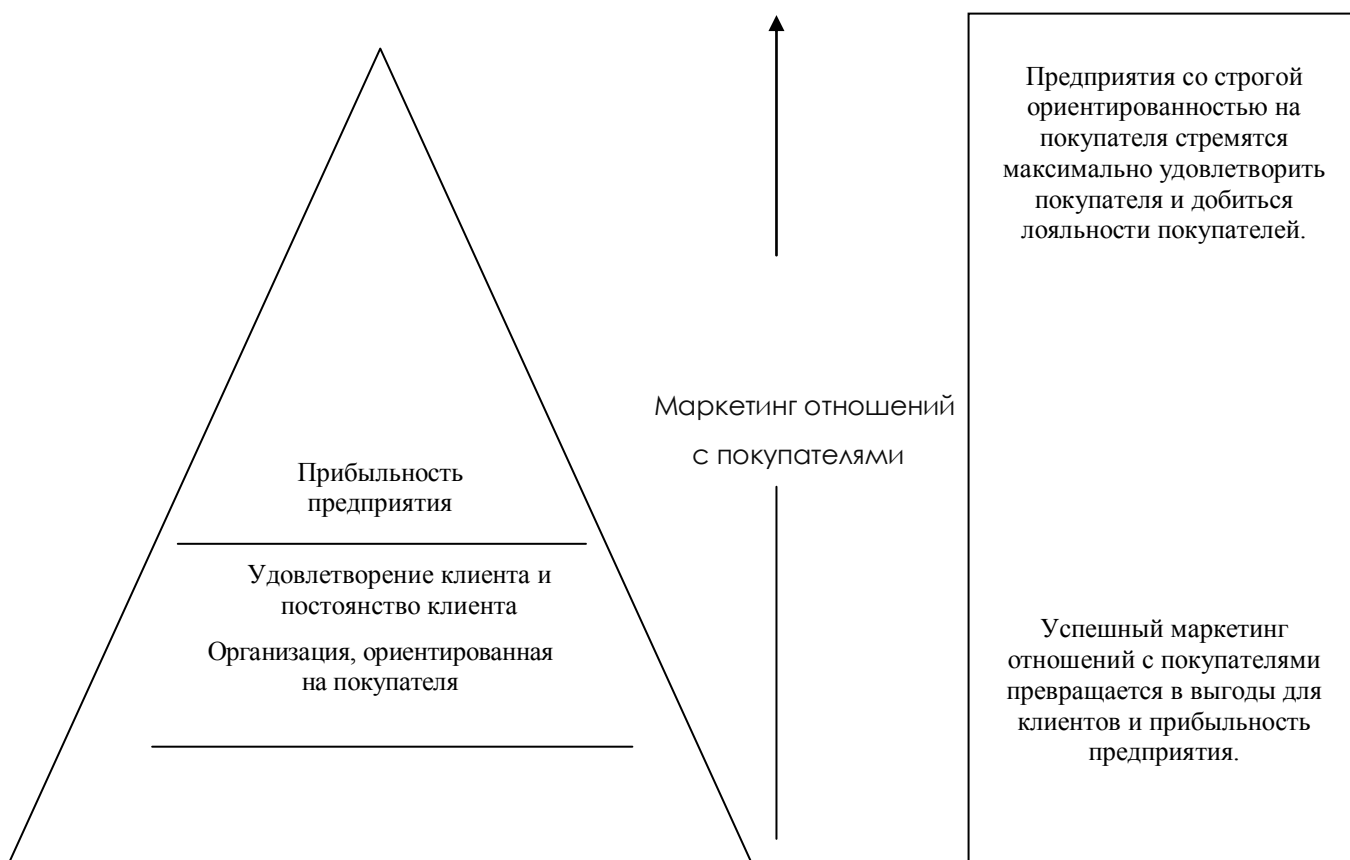 Прибыльность
предприятия
Удовлетворение клиента и
постоянство клиента
Организация, ориентированная
на покупателя
Маркетинг отношений
с покупателями
Предприятия со строгой
ориентированностью на
покупателя стремятся
максимально удовлетворить
покупателя и добиться
лояльности покупателей.
Успешный маркетинг
отношений с покупателями
превращается в выгоды для
клиентов и прибыльность
предприятия.